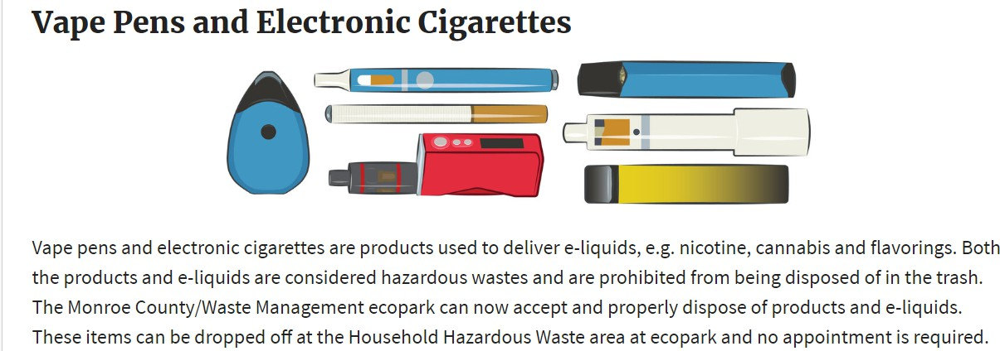 Vape Pens and Electronic Cigarettes
Vape pens and electronic cigarettes are products used to deliver e-liquids, e.g. nicotine, cannabis and flavorings. Both
the products and e-liquids are considered hazardous wastes and are prohibited from being disposed of in the trash.
The Monroe County/Waste Management ecopark can now accept and properly dispose of products and e-liquids.
These items can be dropped off at the Household Hazardous Waste area at ecopark and no appointment is required.